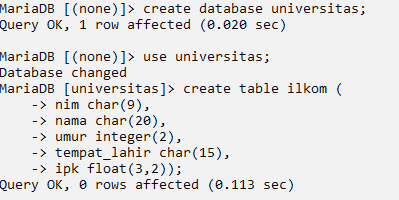 MariaDB [(none)]> create database universitas;
Query OK, 1 row affected (0.020 sec)
MariaDB [(none)]> use universitas;
Database changed
MariaDB [universitas]> create table ilkom (
-> nim char(9),
-> nama char(20),
-> umur integer(2),
-> tempat_lahir char(15),
-> ipk float(3,2));
Query OK, 0 rows affected (0.113 sec)